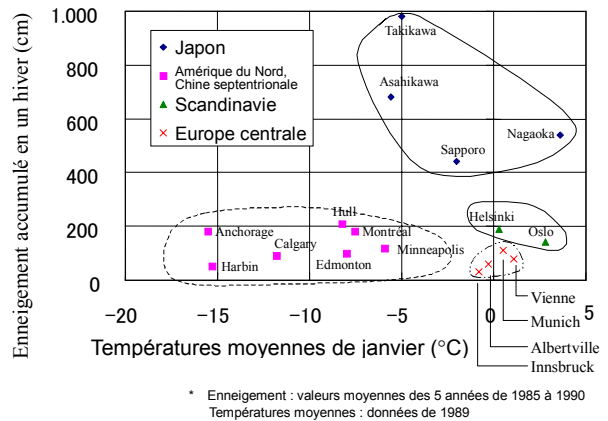 Enneigement accumulé en un hiver (cm)
1.000
800
600
400
200
0
Japon
Amérique du Nord,
Chine septentrionale
Scandinavie
Europe centrale
Takikawa
Asahikawa
Nagaoka
Sapporo
Helsinki
Oslo
Hull
Anchorage
Montréal
Calgary
Minneapolis
Harbin
Edmonton
Vienne
Munich
Albertville
Innsbruck
−20
−15
−10
−5
0
5
Températures moyennes de janvier (°C)
* Enneigement : valeurs moyennes des 5 années de 1985 à 1990
Températures moyennes : données de 1989